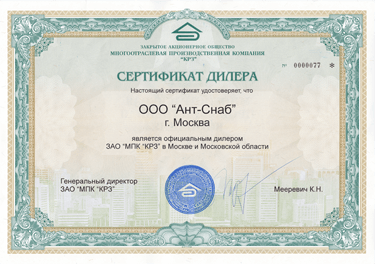 ЗАКРЫТОЕ АКЦИОНЕРНОЕ ОБЩЕСТВО
МНОГООТРАСЛЕВАЯ ПРОИЗВОДСТВЕННАЯ КОМПАНИЯ
"КРЗ"
№ 0000077 *
СЕРТИФИКАТ ДИЛЕРА
Настоящий сертификат удостоверяет, что
ООО "Ант-Снаб"
г. Москва
является официальным дилером
ЗАО "МПК "КРЗ" в Москве и Московской области
Генеральный директор
ЗАО "МПК "КРЗ"
Мееревич К.Н.